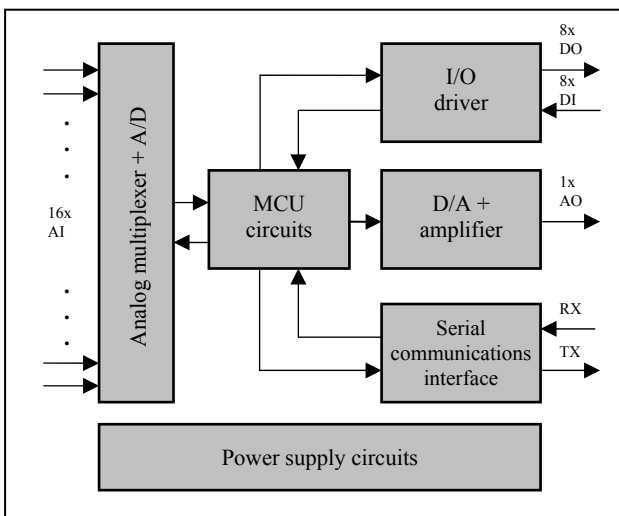 16x
AI
Analog multiplexer + A/D
MCU
circuits
I/O
driver
8x
DO
8x
DI
D/A +
amplifier
1x
AO
Serial
communications
interface
RX
TX
Power supply circuits